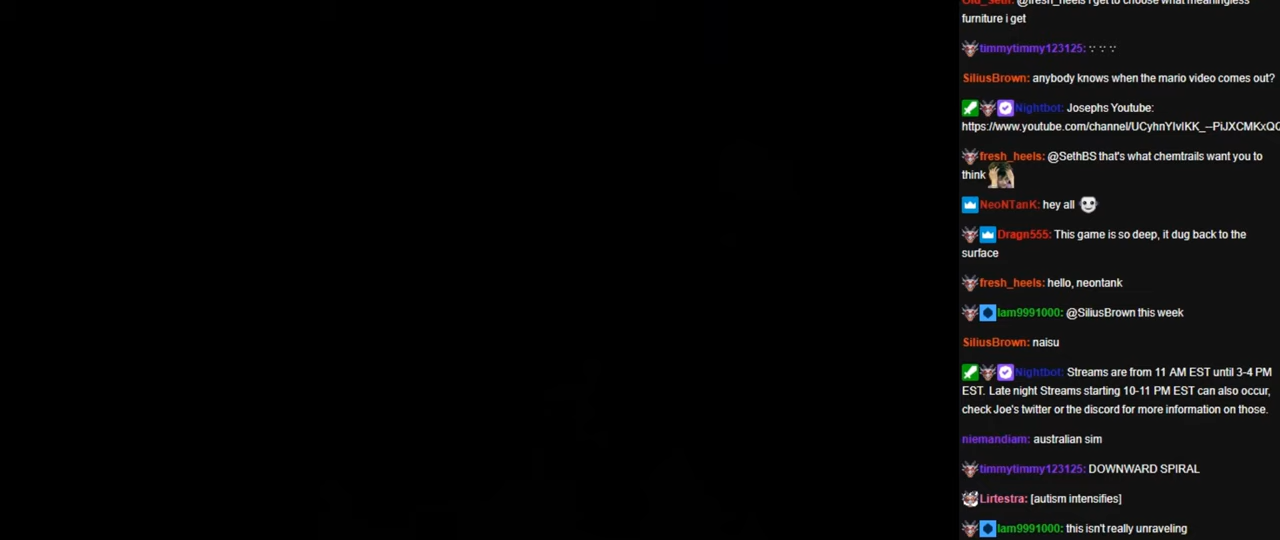 Old_Seth: @fresh_heels i get to choose what meaningless
furniture i get
timmytimmy123125: ∵ ∵ ∵
SiliusBrown: anybody knows when the mario video comes out?
Nightbot: Josephs Youtube:
https://www.youtube.com/channel/UCyhnYIvIKK_--PiJXCMKxQQ
fresh_heels: @SethBS that's what chemtrails want you to
think
NeoNTanK: hey all
Dragn555: This game is so deep, it dug back to the
surface
fresh_heels: hello, neontank
lam9991000: @SiliusBrown this week
SiliusBrown: naisu
Nightbot: Streams are from 11 AM EST until 3-4 PM
EST. Late night Streams starting 10-11 PM EST can also occur,
check Joe's twitter or the discord for more information on those.
niemandiam: australian sim
timmytimmy123125: DOWNWARD SPIRAL
Lirtestra: [autism intensifies]
lam9991000: this isn't really unraveling